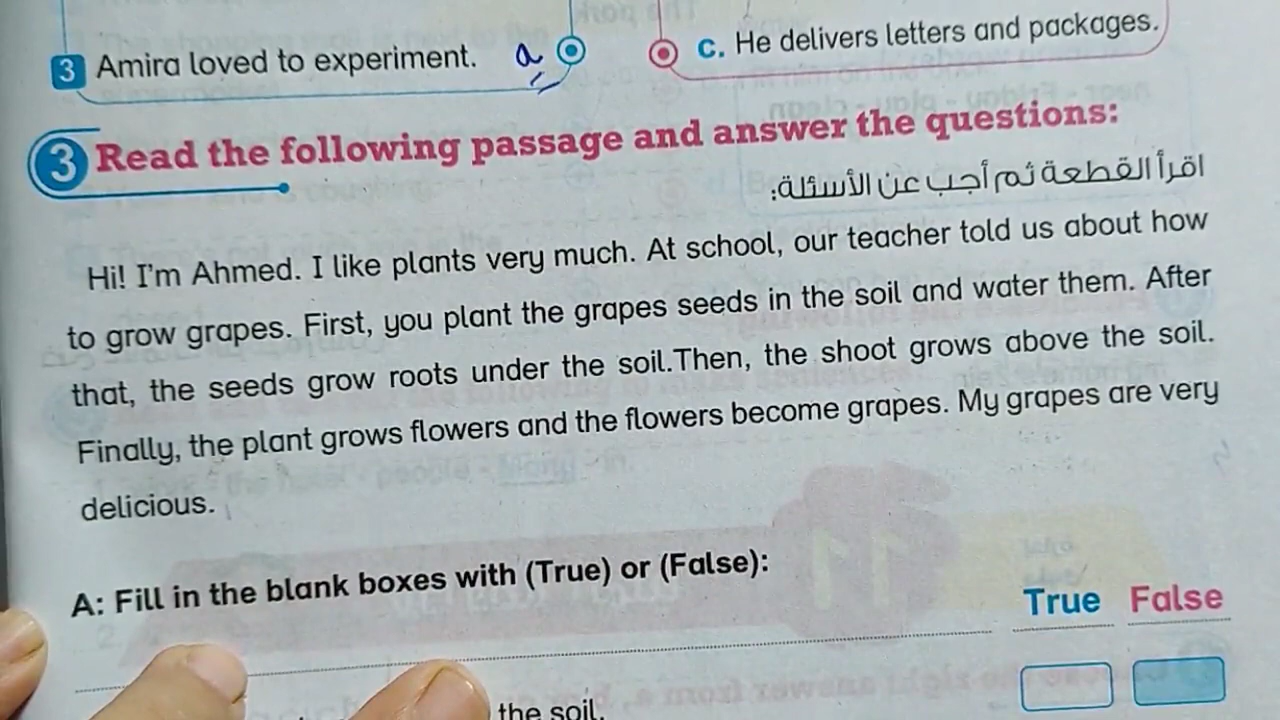 3 Amira loved to experiment. a
c. He delivers letters and packages.
3 Read the following passage and answer the questions:
اقرأ القطعة ثم أجب عن الأسئلة:
Hi! I'm Ahmed. I like plants very much. At school, our teacher told us about how
to grow grapes. First, you plant the grapes seeds in the soil and water them. After
that, the seeds grow roots under the soil.Then, the shoot grows above the soil.
Finally, the plant grows flowers and the flowers become grapes. My grapes are very
delicious.
A: Fill in the blank boxes with (True) or (False):
True False
the soil.